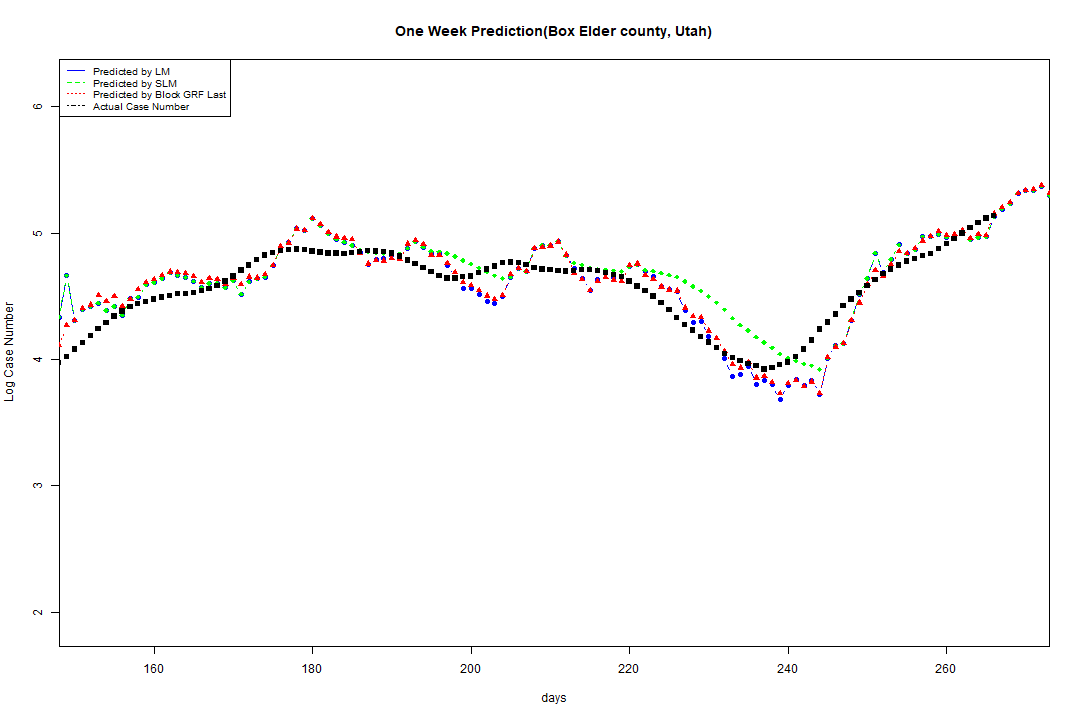 One Week Prediction(Box Elder county, Utah)
Predicted by LM
Predicted by SLM
Predicted by Block GRF Last
Actual Case Number
6
5
4
3
2
Log Case Number
160 180 200 220 240 260
days